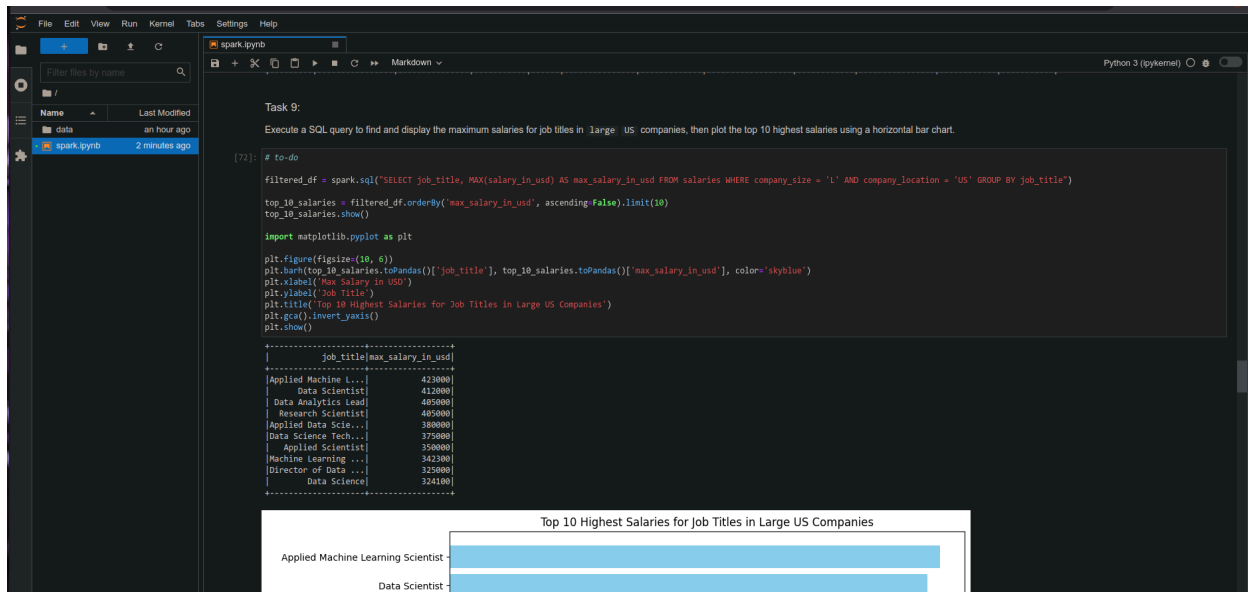 File Edit View Run Kernel Tabs Settings Help
spark.ipynb
Filter files by name
/
Name Last Modified
data an hour ago
spark.ipynb 2 minutes ago
Markdown
Python 3 (ipykernel)
Task 9:
Execute a SQL query to find and display the maximum salaries for job titles in large US companies, then plot the top 10 highest salaries using a horizontal bar chart.
[72]: # to-do
filtered_df = spark.sql("SELECT job_title, MAX(salary_in_usd) AS max_salary_in_usd FROM salaries WHERE company_size = 'L' AND company_location = 'US' GROUP BY job_title")
top_10_salaries = filtered_df.orderBy('max_salary_in_usd', ascending=False).limit(10)
top_10_salaries.show()
import matplotlib.pyplot as plt
plt.figure(figsize=(10, 6))
plt.barh(top_10_salaries.toPandas()['job_title'], top_10_salaries.toPandas()['max_salary_in_usd'], color='skyblue')
plt.xlabel('Max Salary in USD')
plt.ylabel('Job Title')
plt.title('Top 10 Highest Salaries for Job Titles in Large US Companies')
plt.gca().invert_yaxis()
plt.show()
+--------------------+-----------------+
|           job_title|max_salary_in_usd|
+--------------------+-----------------+
|Applied Machine L...|           423000|
|      Data Scientist|           412000|
| Data Analytics Lead|           405000|
|  Research Scientist|           405000|
|Applied Data Scie...|           380000|
|Data Science Tech...|           375000|
|   Applied Scientist|           350000|
|Machine Learning ...|           342300|
|Director of Data ...|           325000|
|        Data Science|           324100|
+--------------------+-----------------+
Top 10 Highest Salaries for Job Titles in Large US Companies
Applied Machine Learning Scientist
Data Scientist